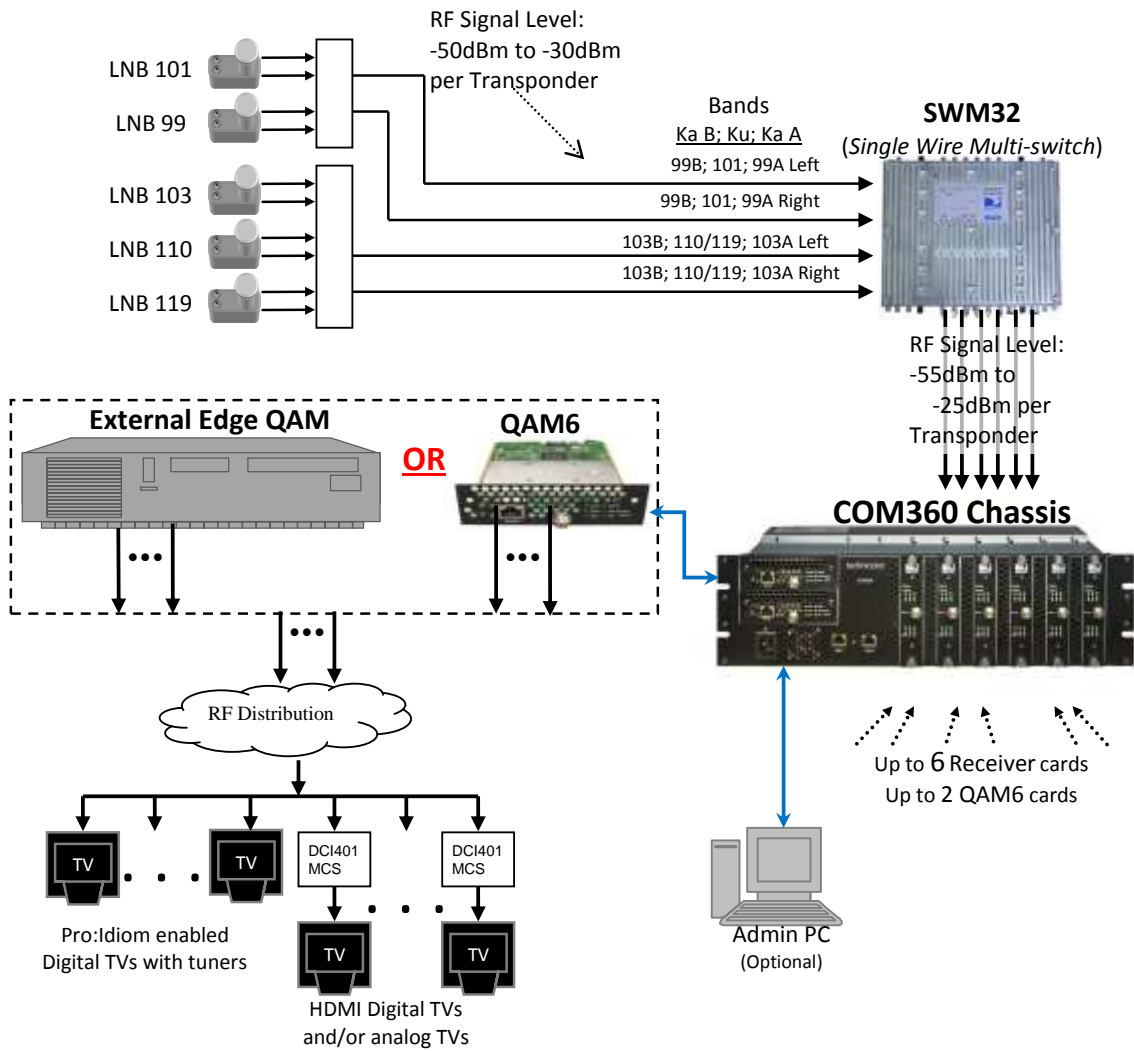 RF Signal Level:
-50dBm to -30dBm
per Transponder
LNB 101
LNB 99
LNB 103
LNB 110
LNB 119
Bands
Ka B; Ku; Ka A
99B; 101; 99A Left
99B; 101; 99A Right
103B; 110/119; 103A Left
103B; 110/119; 103A Right
SWM32
(Single Wire Multi-switch)
RF Signal Level:
-55dBm to
-25dBm per
Transponder
External Edge QAM
OR
QAM6
COM360 Chassis
technicolor
RF Distribution
Up to 6 Receiver cards
Up to 2 QAM6 cards
TV
TV
DCI401
MCS
DCI401
MCS
TV
TV
Pro:Idiom enabled
Digital TVs with tuners
HDMI Digital TVs
and/or analog TVs
Admin PC
(Optional)